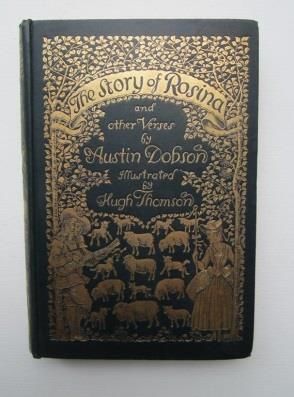 The Story of Rosina
and
other Verses
by
Austin Dobson
Illustrated
by
Hugh Thomson